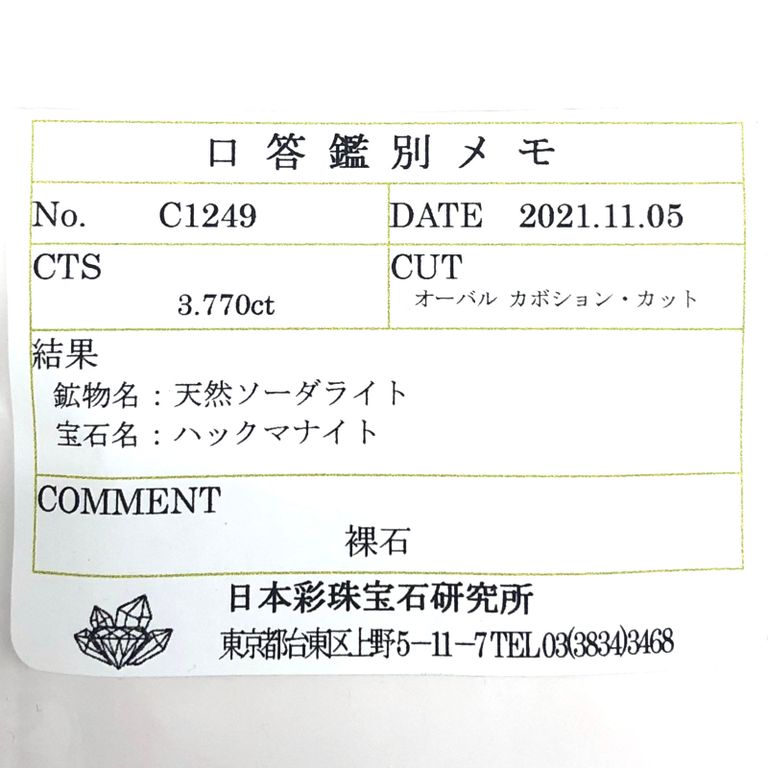 口答鑑別メモ
No. C1249 DATE 2021.11.05
CTS CUT
3.770ct オーバル カボション・カット
結果
鉱物名：天然ソーダライト
宝石名：ハックマナイト
COMMENT
裸石
日本彩珠宝石研究所
東京都台東区上野5－11－7 TEL 03(3834)3468